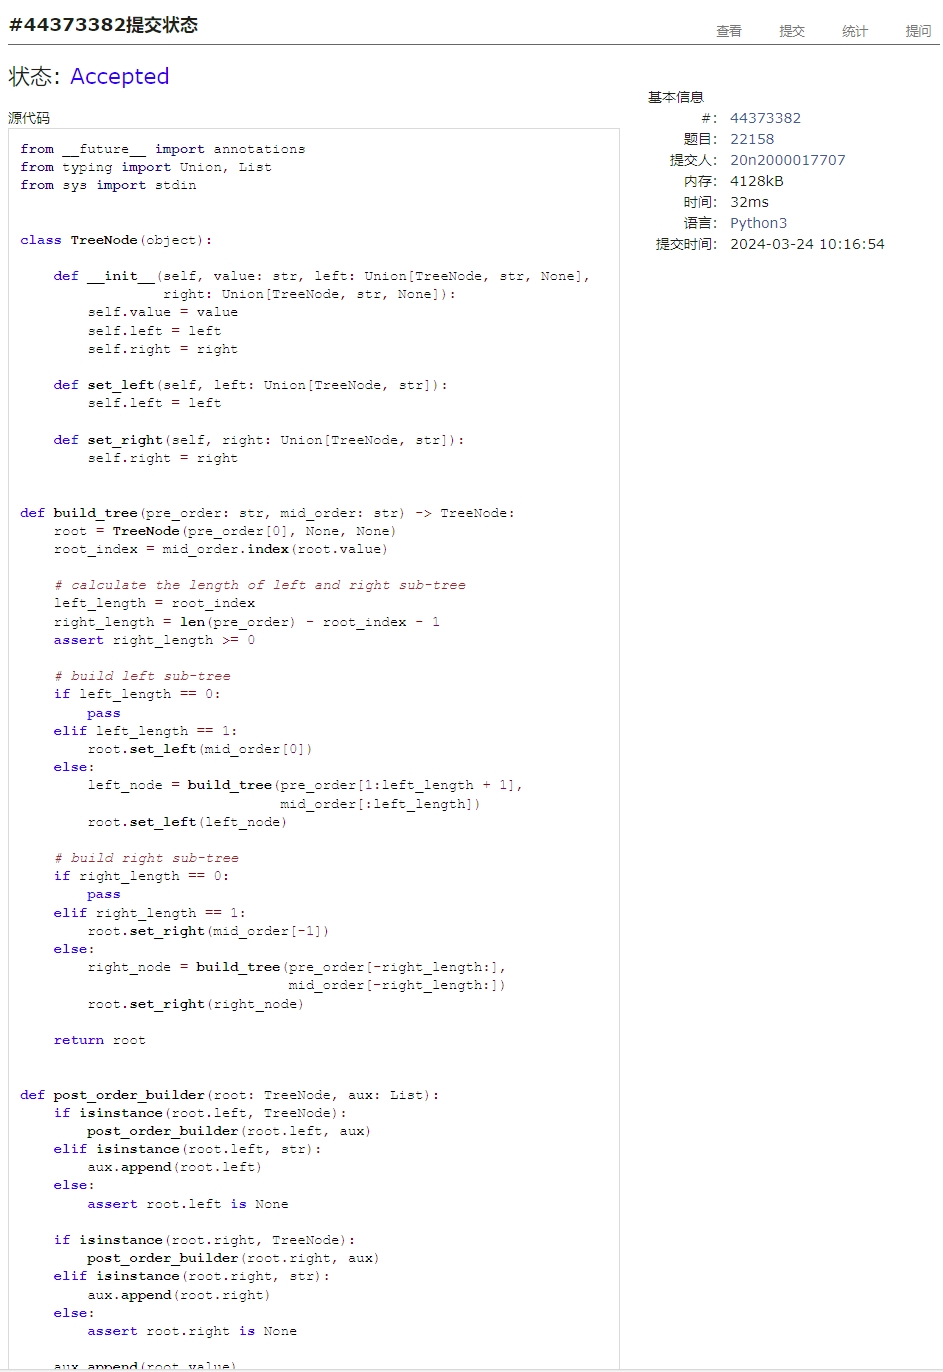 #44373382提交状态
查看 提交 统计 提问
状态: Accepted
源代码
from __future__ import annotations
from typing import Union, List
from sys import stdin
class TreeNode(object):
    def __init__(self, value: str, left: Union[TreeNode, str, None],
                 right: Union[TreeNode, str, None]):
        self.value = value
        self.left = left
        self.right = right
    def set_left(self, left: Union[TreeNode, str]):
        self.left = left
    def set_right(self, right: Union[TreeNode, str]):
        self.right = right
def build_tree(pre_order: str, mid_order: str) -> TreeNode:
    root = TreeNode(pre_order[0], None, None)
    root_index = mid_order.index(root.value)
    # calculate the length of left and right sub-tree
    left_length = root_index
    right_length = len(pre_order) - root_index - 1
    assert right_length >= 0
    # build left sub-tree
    if left_length == 0:
        pass
    elif left_length == 1:
        root.set_left(mid_order[0])
    else:
        left_node = build_tree(pre_order[1:left_length + 1],
                               mid_order[:left_length])
        root.set_left(left_node)
    # build right sub-tree
    if right_length == 0:
        pass
    elif right_length == 1:
        root.set_right(mid_order[-1])
    else:
        right_node = build_tree(pre_order[-right_length:],
                                mid_order[-right_length:])
        root.set_right(right_node)
    return root
def post_order_builder(root: TreeNode, aux: List):
    if isinstance(root.left, TreeNode):
        post_order_builder(root.left, aux)
    elif isinstance(root.left, str):
        aux.append(root.left)
    else:
        assert root.left is None
    if isinstance(root.right, TreeNode):
        post_order_builder(root.right, aux)
    elif isinstance(root.right, str):
        aux.append(root.right)
    else:
        assert root.right is None
    aux.append(root.value)
基本信息
#: 44373382
题目: 22158
提交人: 20n2000017707
内存: 4128kB
时间: 32ms
语言: Python3
提交时间: 2024-03-24 10:16:54